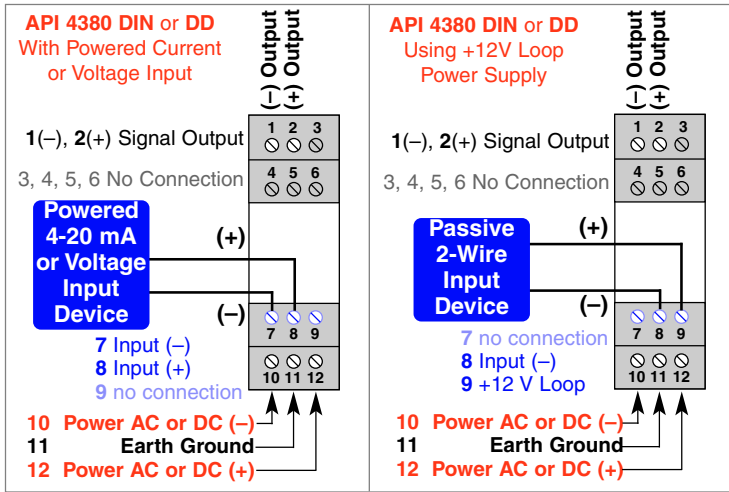 API 4380 DIN or DD
With Powered Current
or Voltage Input
(–) Output
(+) Output
1 2 3
1(–), 2(+) Signal Output
4 5 6
3, 4, 5, 6 No Connection
Powered
4-20 mA
or Voltage
Input
Device
(+)
(–)
7 8 9
7 Input (–)
8 Input (+)
9 no connection
10 11 12
10 Power AC or DC (–)
11 Earth Ground
12 Power AC or DC (+)
API 4380 DIN or DD
Using +12V Loop
Power Supply
(–) Output
(+) Output
1 2 3
1(–), 2(+) Signal Output
4 5 6
3, 4, 5, 6 No Connection
Passive
2-Wire
Input
Device
(+)
(–)
7 8 9
7 no connection
8 Input (–)
9 +12 V Loop
10 11 12
10 Power AC or DC (–)
11 Earth Ground
12 Power AC or DC (+)